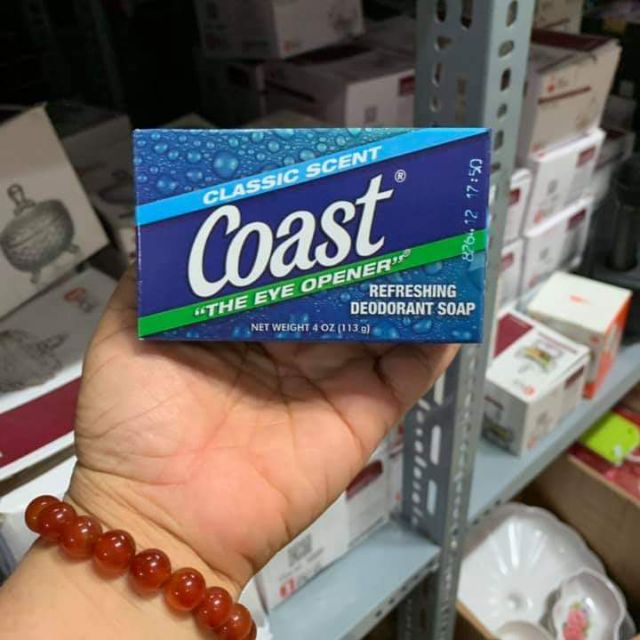 CLASSIC SCENT
Coast®
"THE EYE OPENER"®
REFRESHING
DEODORANT SOAP
NET WEIGHT 4 OZ (113 g)